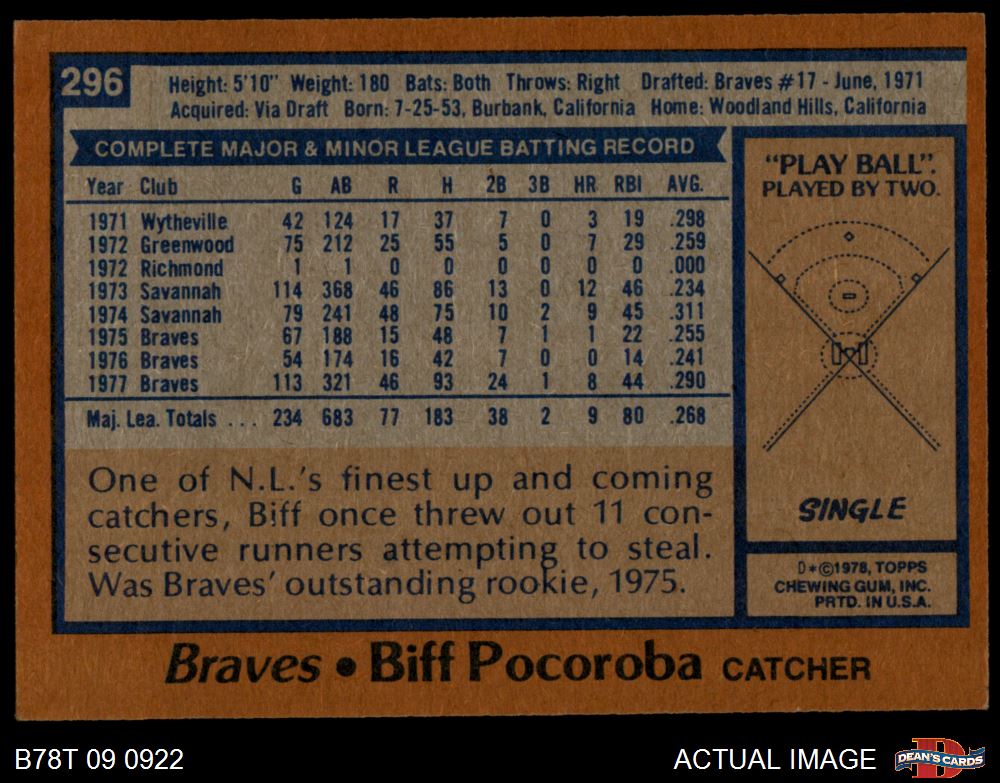 296
Height: 5'10" Weight: 180 Bats: Both Throws: Right Drafted: Braves #17 - June, 1971
Acquired: Via Draft Born: 7-25-53, Burbank, California Home: Woodland Hills, California
COMPLETE MAJOR & MINOR LEAGUE BATTING RECORD
Year Club G AB R H 2B 3B HR RBI AVG.
1971 Wytheville 42 124 17 37 7 0 3 19 .298
1972 Greenwood 75 212 25 55 5 0 7 29 .259
1972 Richmond 1 1 0 0 0 0 0 0 .000
1973 Savannah 114 368 46 86 13 0 12 46 .234
1974 Savannah 79 241 48 75 10 2 9 45 .311
1975 Braves 67 188 15 48 7 1 1 22 .255
1976 Braves 54 174 16 42 7 0 0 14 .241
1977 Braves 113 321 46 93 24 1 8 44 .290
Maj. Lea. Totals ... 234 683 77 183 38 2 9 80 .268
One of N.L.'s finest up and coming
catchers, Biff once threw out 11 con-
secutive runners attempting to steal.
Was Braves' outstanding rookie, 1975.
"PLAY BALL".
PLAYED BY TWO.
SINGLE
D*©1978, TOPPS
CHEWING GUM, INC.
PRTD. IN U.S.A.
Braves • Biff Pocoroba CATCHER
B78T 09 0922
ACTUAL IMAGE
D
DEAN'S CARDS